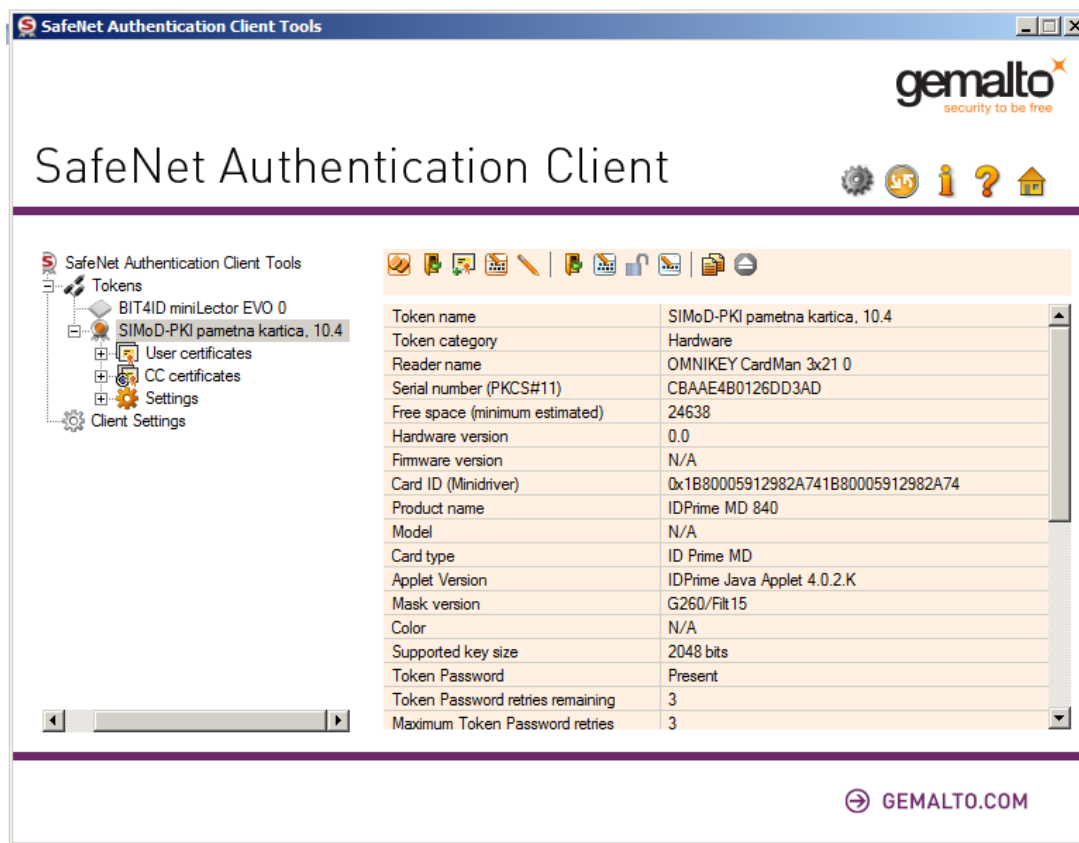 SafeNet Authentication Client Tools
gemalto
security to be free
SafeNet Authentication Client
SafeNet Authentication Client Tools
Tokens
BIT4ID miniLector EVO 0
SIMoD-PKI pametna kartica, 10.4
User certificates
CC certificates
Settings
Client Settings
Token name SIMoD-PKI pametna kartica, 10.4
Token category Hardware
Reader name OMNIKEY CardMan 3x21 0
Serial number (PKCS#11) CBAAE4B0126DD3AD
Free space (minimum estimated) 24638
Hardware version 0.0
Firmware version N/A
Card ID (Minidriver) 0x1B80005912982A741B80005912982A74
Product name IDPrime MD 840
Model N/A
Card type ID Prime MD
Applet Version IDPrime Java Applet 4.0.2.K
Mask version G260/Filt15
Color N/A
Supported key size 2048 bits
Token Password Present
Token Password retries remaining 3
Maximum Token Password retries 3
GEMALTO.COM